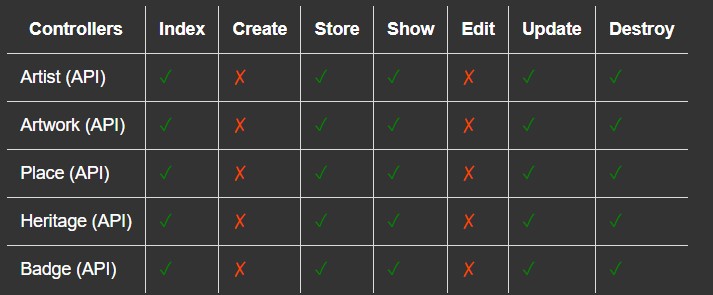 Controllers Index Create Store Show Edit Update Destroy
Artist (API) ✓ ✗ ✓ ✓ ✗ ✓ ✓
Artwork (API) ✓ ✗ ✓ ✓ ✗ ✓ ✓
Place (API) ✓ ✗ ✓ ✓ ✗ ✓ ✓
Heritage (API) ✓ ✗ ✓ ✓ ✗ ✓ ✓
Badge (API) ✓ ✗ ✓ ✓ ✗ ✓ ✓